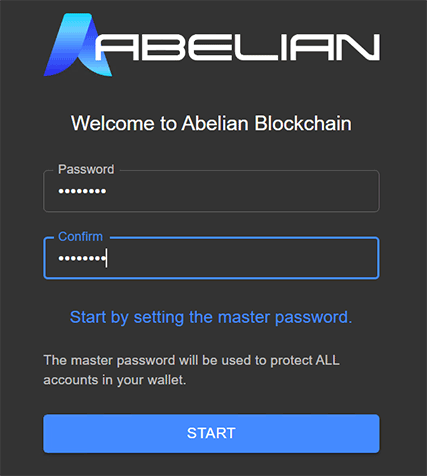 ABELIAN
Welcome to Abelian Blockchain
Password
••••••••
Confirm
••••••••
Start by setting the master password.
The master password will be used to protect ALL
accounts in your wallet.
START